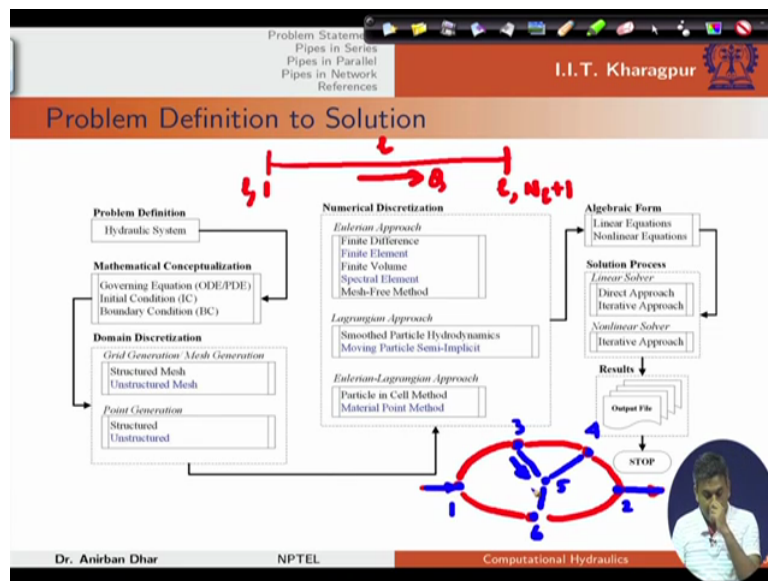 Problem Stateme
Pipes in Series
Pipes in Parallel
Pipes in Network
References
I.I.T. Kharagpur
Problem Definition to Solution
l
Q
l, 1
l, Nl+1
Problem Definition
Hydraulic System
Mathematical Conceptualization
Governing Equation (ODE/PDE)
Initial Condition (IC)
Boundary Condition (BC)
Domain Discretization
Grid Generation/Mesh Generation
Structured Mesh
Unstructured Mesh
Point Generation
Structured
Unstructured
Numerical Discretization
Eulerian Approach
Finite Difference
Finite Element
Finite Volume
Spectral Element
Mesh-Free Method
Lagrangian Approach
Smoothed Particle Hydrodynamics
Moving Particle Semi-Implicit
Eulerian-Lagrangian Approach
Particle in Cell Method
Material Point Method
Algebraic Form
Linear Equations
Nonlinear Equations
Solution Process
Linear Solver
Direct Approach
Iterative Approach
Nonlinear Solver
Iterative Approach
Results
Output File
STOP
3
4
5
1
2
6
Dr. Anirban Dhar
NPTEL
Computational Hydraulics